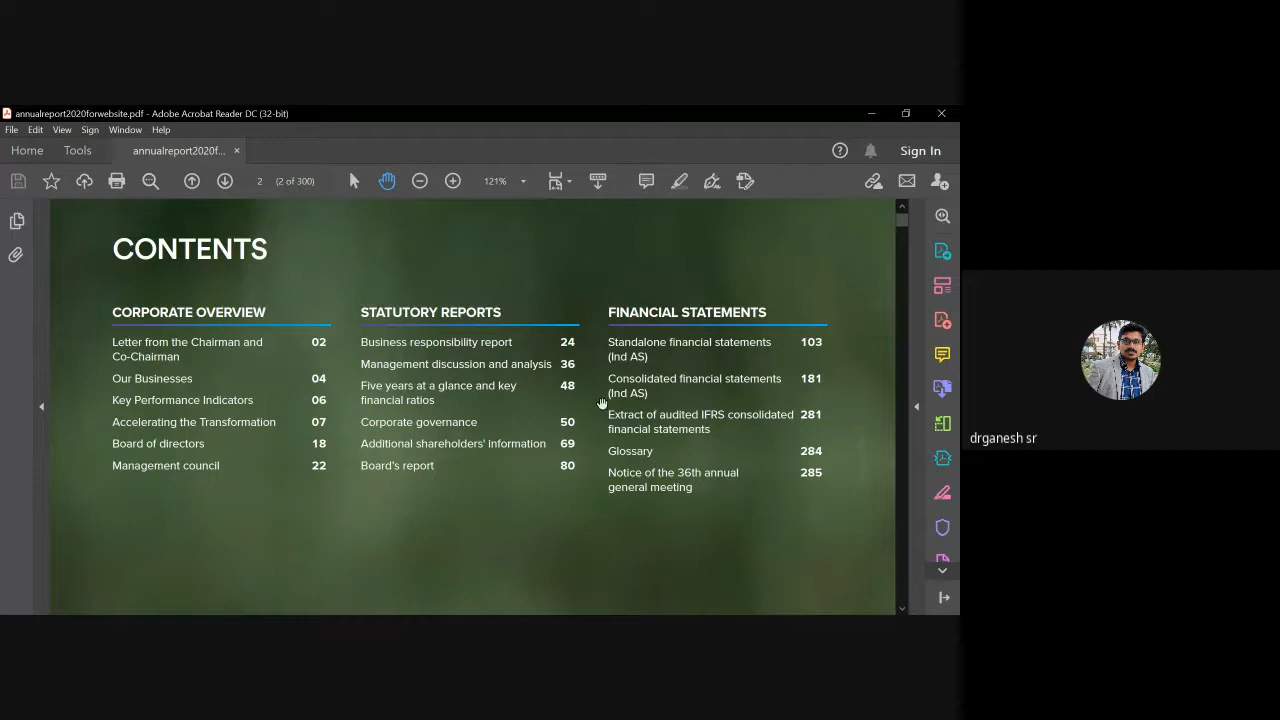 annualreport2020forwebsite.pdf - Adobe Acrobat Reader DC (32-bit)
File Edit View Sign Window Help
Home Tools annualreport2020f... × Sign In
2 (2 of 300) 121%
CONTENTS
CORPORATE OVERVIEW
Letter from the Chairman and 02
Co-Chairman
Our Businesses 04
Key Performance Indicators 06
Accelerating the Transformation 07
Board of directors 18
Management council 22
STATUTORY REPORTS
Business responsibility report 24
Management discussion and analysis 36
Five years at a glance and key 48
financial ratios
Corporate governance 50
Additional shareholders' information 69
Board's report 80
FINANCIAL STATEMENTS
Standalone financial statements 103
(Ind AS)
Consolidated financial statements 181
(Ind AS)
Extract of audited IFRS consolidated 281
financial statements
Glossary 284
Notice of the 36th annual 285
general meeting
drganesh sr